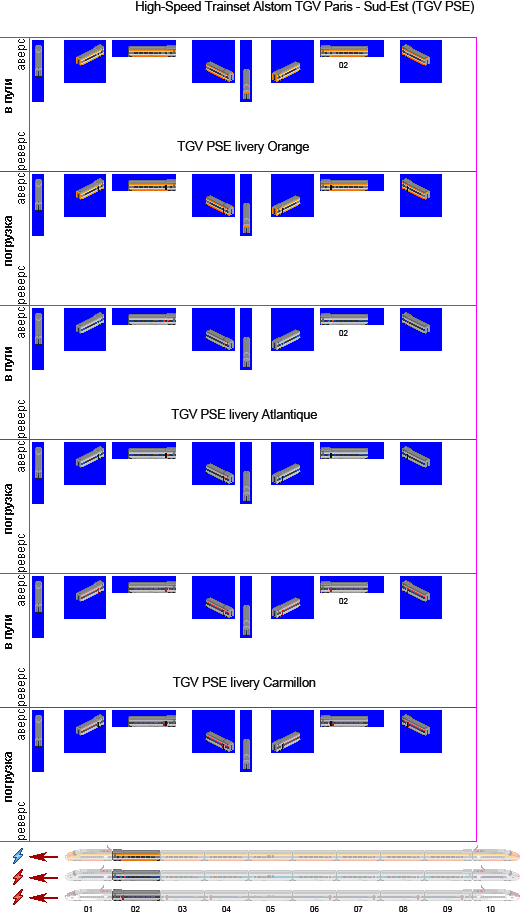 High-Speed Trainset Alstom TGV Paris - Sud-Est (TGV PSE)
аверс
в пути
02
реверс
TGV PSE livery Orange
аверс
погрузка
реверс
аверс
в пути
02
реверс
TGV PSE livery Atlantique
аверс
погрузка
реверс
аверс
в пути
02
реверс
TGV PSE livery Carmillon
аверс
погрузка
реверс
01 02 03 04 05 06 07 08 09 10